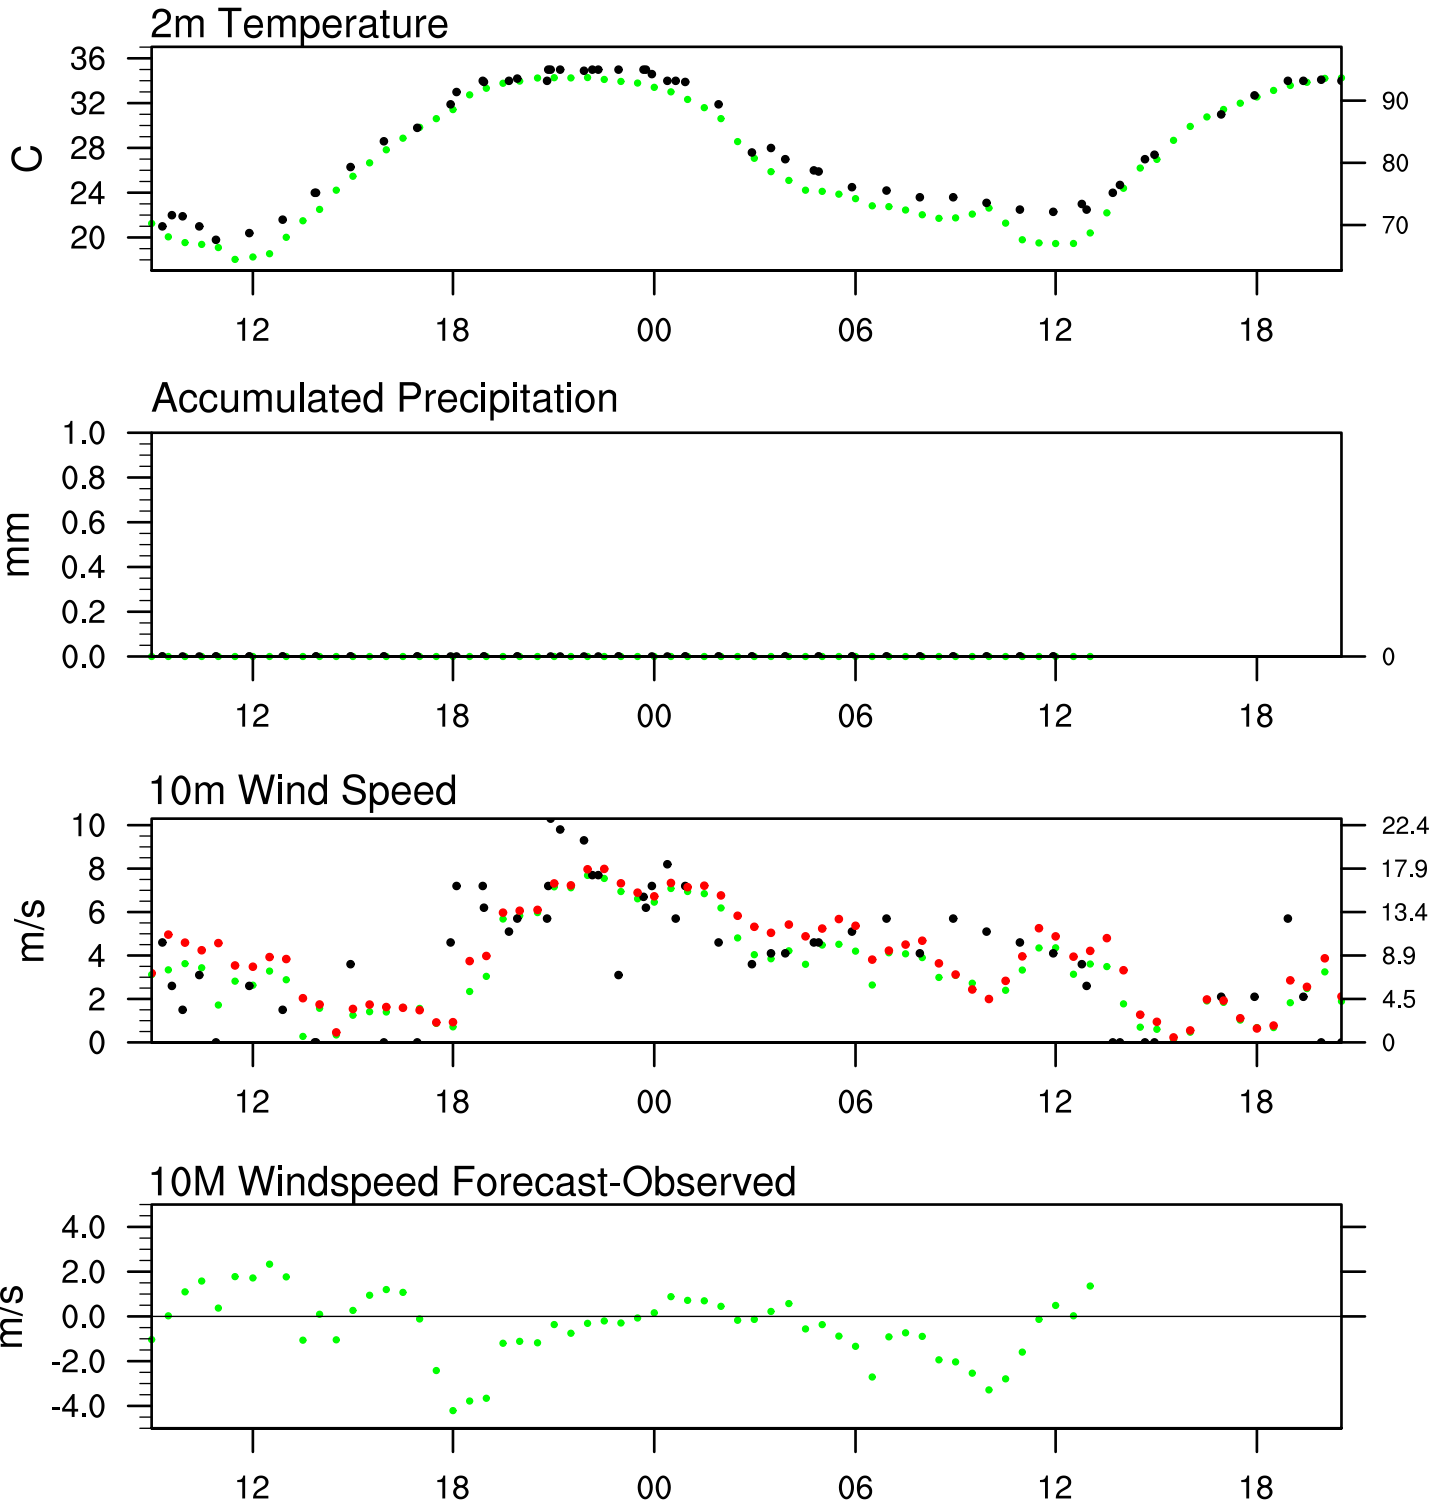 2m Temperature
36
32
28
24
20
C
90
80
70
12 18 00 06 12 18
Accumulated Precipitation
1.0
0.8
0.6
0.4
0.2
0.0
mm
0
12 18 00 06 12 18
10m Wind Speed
10
8
6
4
2
0
m/s
22.4
17.9
13.4
8.9
4.5
0
12 18 00 06 12 18
10M Windspeed Forecast-Observed
4.0
2.0
0.0
-2.0
-4.0
m/s
12 18 00 06 12 18